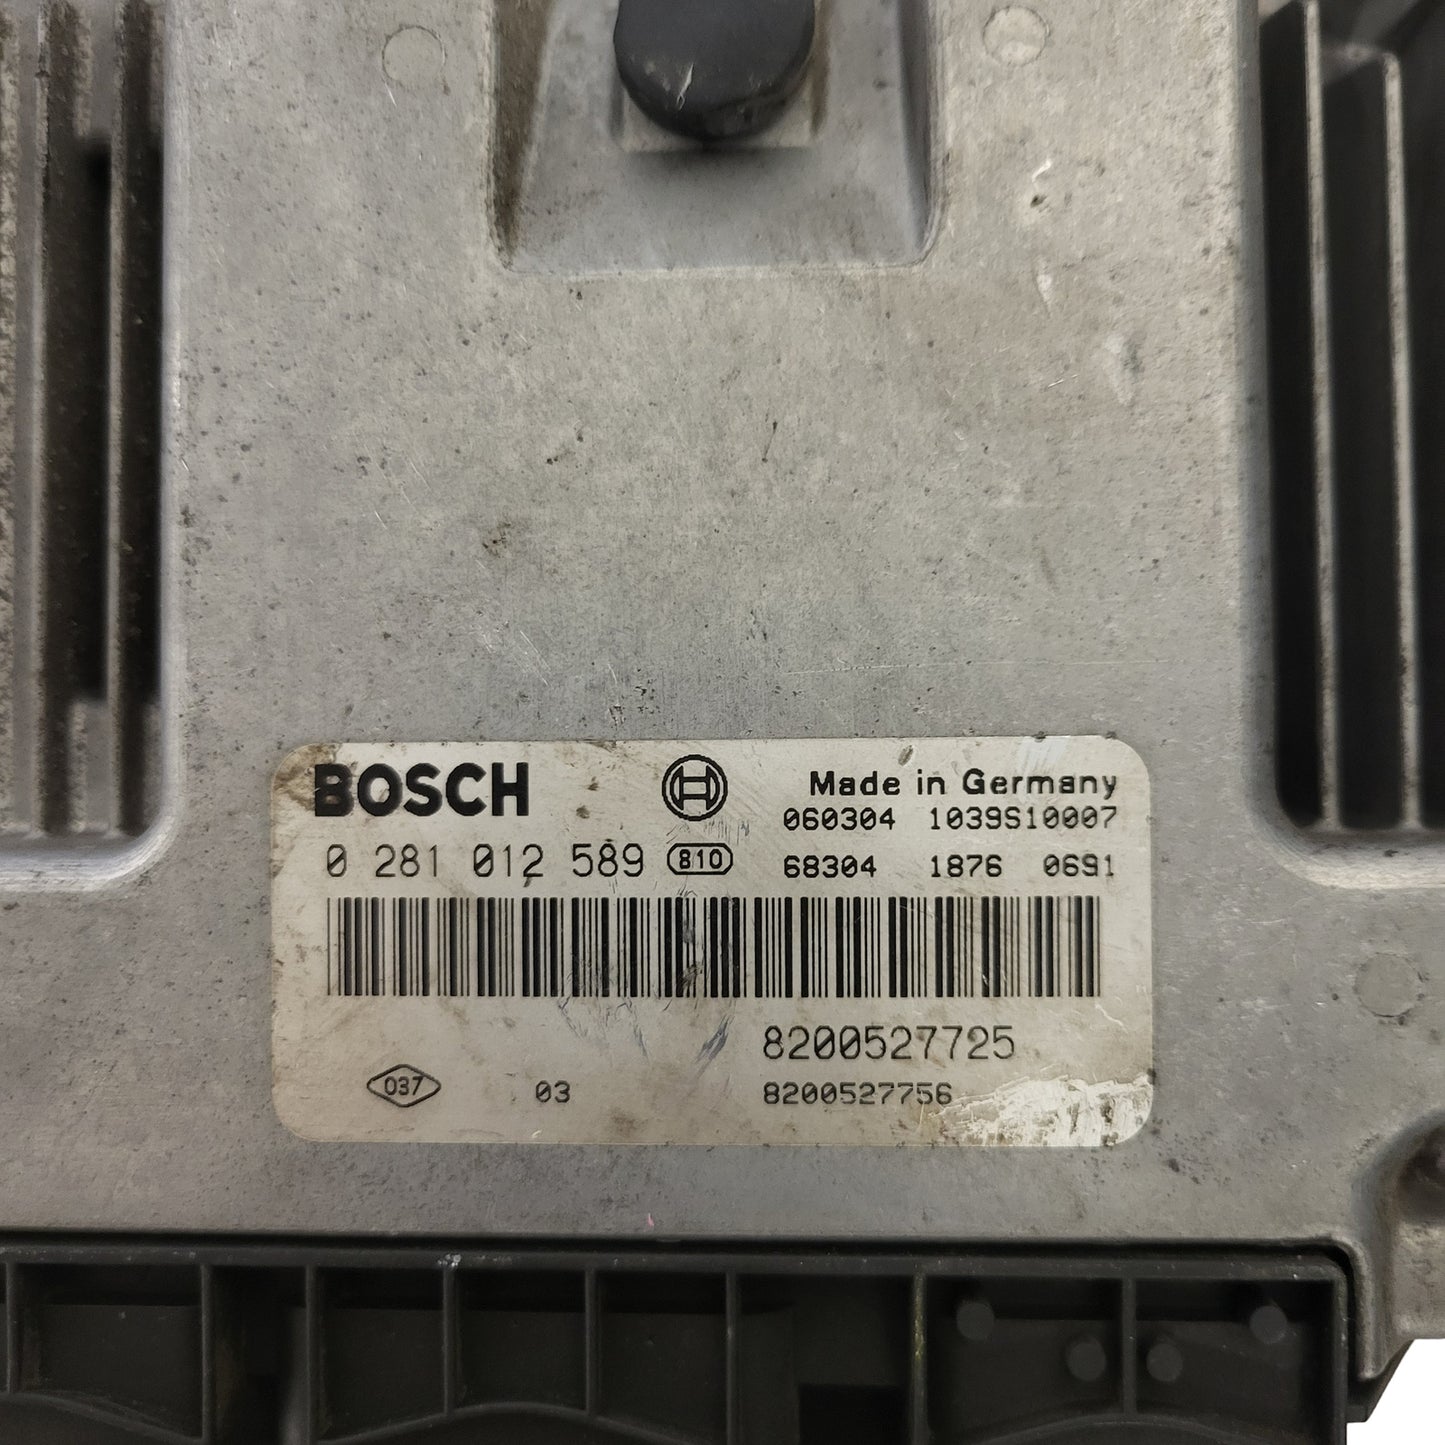 BOSCH Made in Germany
060304 1039S10007
0 281 012 589 810 68304 1876 0691
8200527725
037 03 8200527756